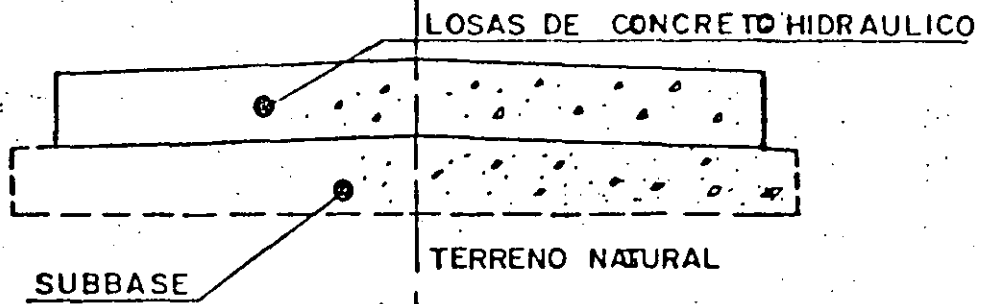 LOSAS DE CONCRETO HIDRAULICO
TERRENO NATURAL
SUBBASE